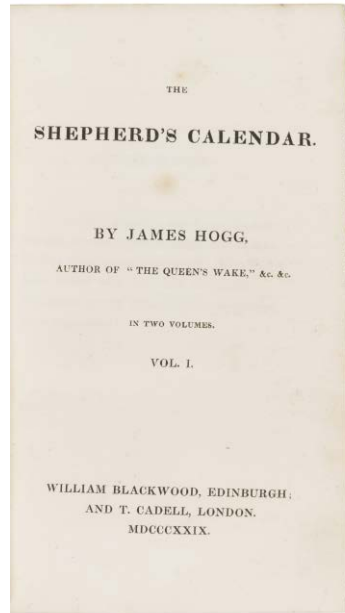 THE
SHEPHERD'S CALENDAR.
BY JAMES HOGG,
AUTHOR OF "THE QUEEN'S WAKE," &c. &c.
IN TWO VOLUMES.
VOL. I.
WILLIAM BLACKWOOD, EDINBURGH;
AND T. CADELL, LONDON.
MDCCCXXIX.